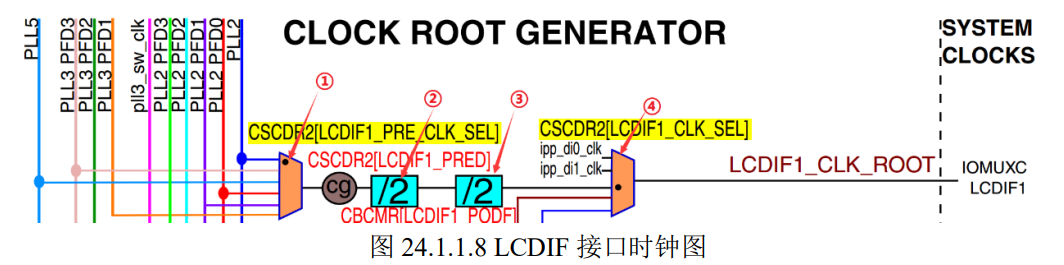 CLOCK ROOT GENERATOR
SYSTEM
CLOCKS
PLL5
PLL3 PFD3
PLL3 PFD2
PLL3 PFD1
pll3_sw_clk
PLL2 PFD3
PLL2 PFD2
PLL2 PFD1
PLL2 PFD0
PLL2
①
②
③
④
CSCDR2[LCDIF1_PRE_CLK_SEL]
CSCDR2[LCDIF1_CLK_SEL]
CSCDR2[LCDIF1_PRED]
ipp_di0_clk
ipp_di1_clk
LCDIF1_CLK_ROOT
IOMUXC
LCDIF1
cg
/2
/2
CBCMR[LCDIF1_PODF]
图 24.1.1.8 LCDIF 接口时钟图